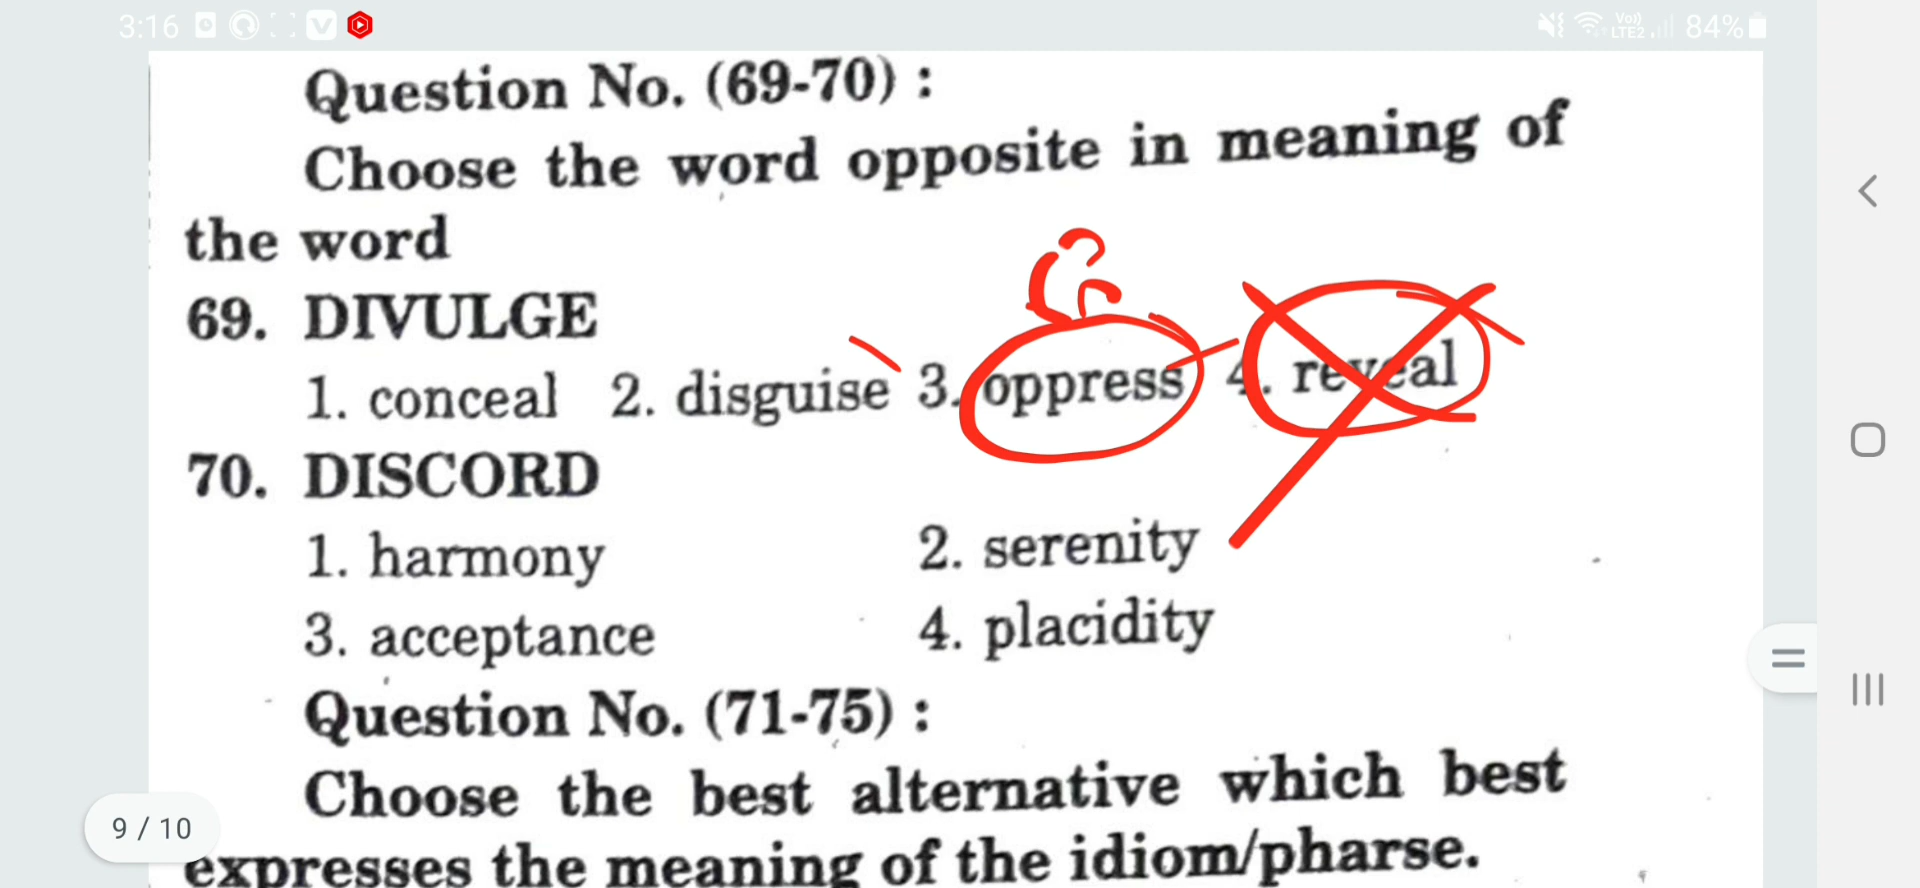 3:16
Vo)) LTE2 84%
Question No. (69-70) :
Choose the word opposite in meaning of
the word
69. DIVULGE
1. conceal 2. disguise 3. oppress 4. reveal
70. DISCORD
1. harmony 2. serenity
3. acceptance 4. placidity
Question No. (71-75) :
Choose the best alternative which best
9 / 10
expresses the meaning of the idiom/pharse.